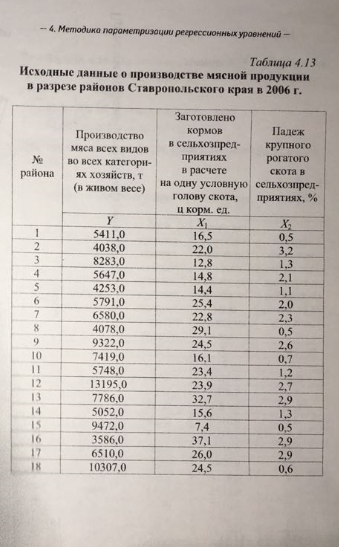 — 4. Методика параметризации регрессионных уравнений —
Таблица 4.13
Исходные данные о производстве мясной продукции
в разрезе районов Ставропольского края в 2006 г.
№ района | Производство мяса всех видов во всех категори- ях хозяйств, т (в живом весе) | Заготовлено кормов в сельхозпред- приятиях в расчете на одну условную голову скота, ц корм. ед. | Падеж крупного рогатого скота в сельхозпред- приятиях, %
Y X₁ X₂
1 5411,0 16,5 0,5
2 4038,0 22,0 3,2
3 8283,0 12,8 1,3
4 5647,0 14,8 2,1
5 4253,0 14,4 1,1
6 5791,0 25,4 2,0
7 6580,0 22,8 2,3
8 4078,0 29,1 0,5
9 9322,0 24,5 2,6
10 7419,0 16,1 0,7
11 5748,0 23,4 1,2
12 13195,0 23,9 2,7
13 7786,0 32,7 2,9
14 5052,0 15,6 1,3
15 9472,0 7,4 0,5
16 3586,0 37,1 2,9
17 6510,0 26,0 2,9
18 10307,0 24,5 0,6